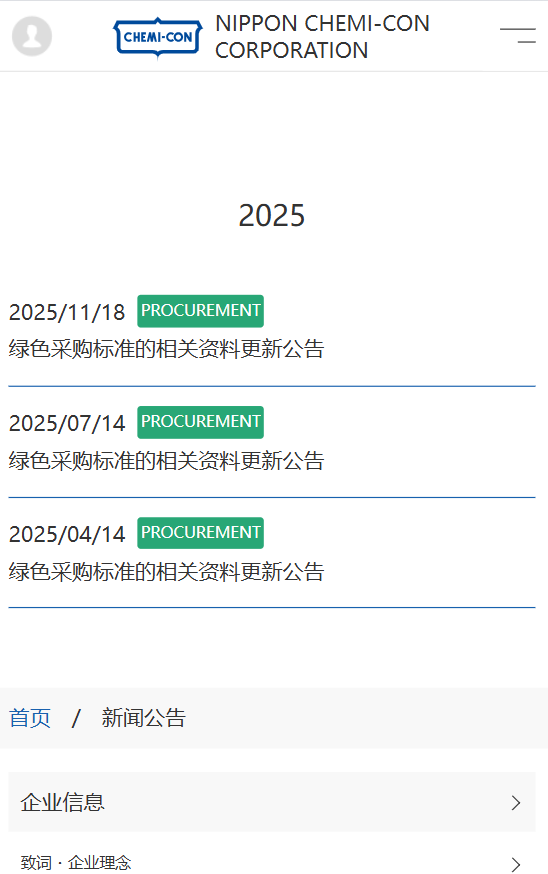 CHEMI-CON
NIPPON CHEMI-CON
CORPORATION
2025
2025/11/18 PROCUREMENT
绿色采购标准的相关资料更新公告
2025/07/14 PROCUREMENT
绿色采购标准的相关资料更新公告
2025/04/14 PROCUREMENT
绿色采购标准的相关资料更新公告
首页 / 新闻公告
企业信息
致词・企业理念